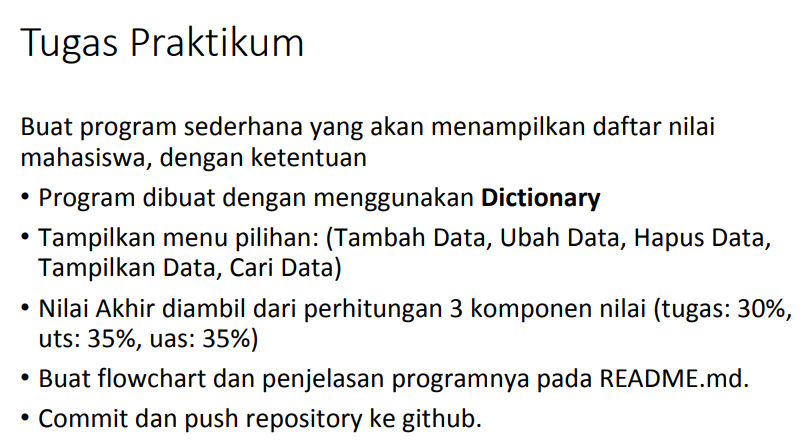 Tugas Praktikum
Buat program sederhana yang akan menampilkan daftar nilai
mahasiswa, dengan ketentuan
• Program dibuat dengan menggunakan Dictionary
• Tampilkan menu pilihan: (Tambah Data, Ubah Data, Hapus Data,
Tampilkan Data, Cari Data)
• Nilai Akhir diambil dari perhitungan 3 komponen nilai (tugas: 30%,
uts: 35%, uas: 35%)
• Buat flowchart dan penjelasan programnya pada README.md.
• Commit dan push repository ke github.